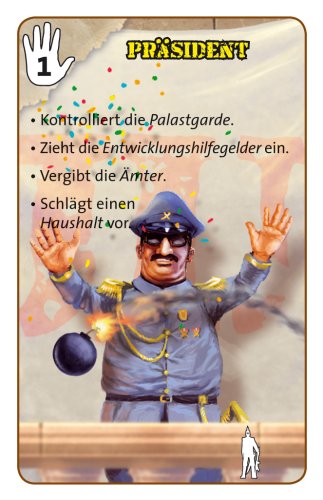 1
PRÄSIDENT
• Kontrolliert die Palastgarde.
• Zieht die Entwicklungshilfegelder ein.
• Vergibt die Ämter.
• Schlägt einen
Haushalt vor.